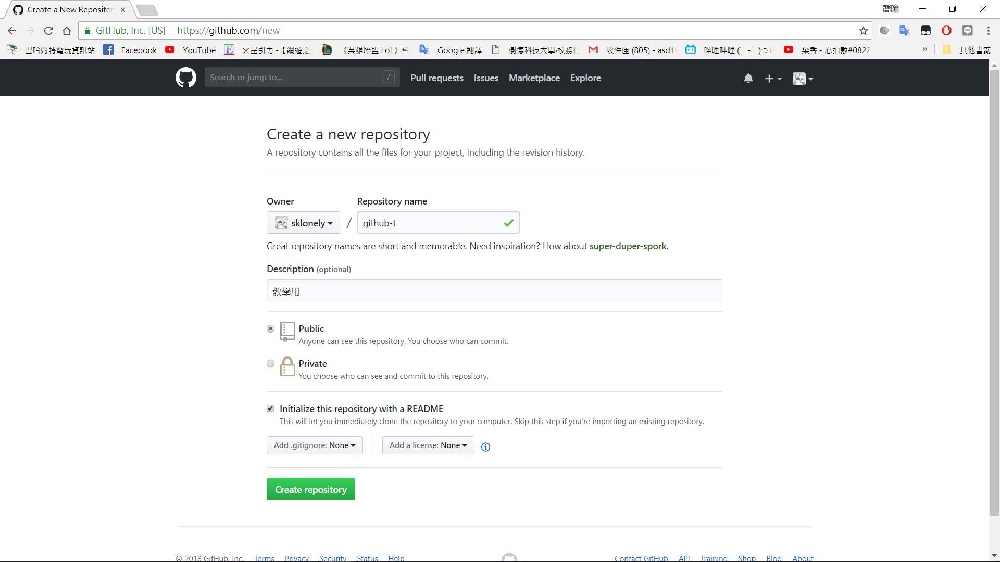 Create a New Repositor
哲瑜
GitHub, Inc. [US] https://github.com/new
巴哈姆特電玩資訊站 Facebook YouTube 火星引力 -【網遊之 《英雄聯盟 LoL》台 Google 翻譯 樹德科技大學‧校務行 收件匣 (805) - asd19 哔哩哔哩 (゜-゜)つロ 染香 - 心拍數#0822 » 其他書籤
Search or jump to... / Pull requests Issues Marketplace Explore
Create a new repository
A repository contains all the files for your project, including the revision history.
Owner Repository name
sklonely / github-t
Great repository names are short and memorable. Need inspiration? How about super-duper-spork.
Description (optional)
教學用
Public
Anyone can see this repository. You choose who can commit.
Private
You choose who can see and commit to this repository.
Initialize this repository with a README
This will let you immediately clone the repository to your computer. Skip this step if you’re importing an existing repository.
Add .gitignore: None Add a license: None
Create repository
© 2018 GitHub, Inc. Terms Privacy Security Status Help Contact GitHub API Training Shop Blog About